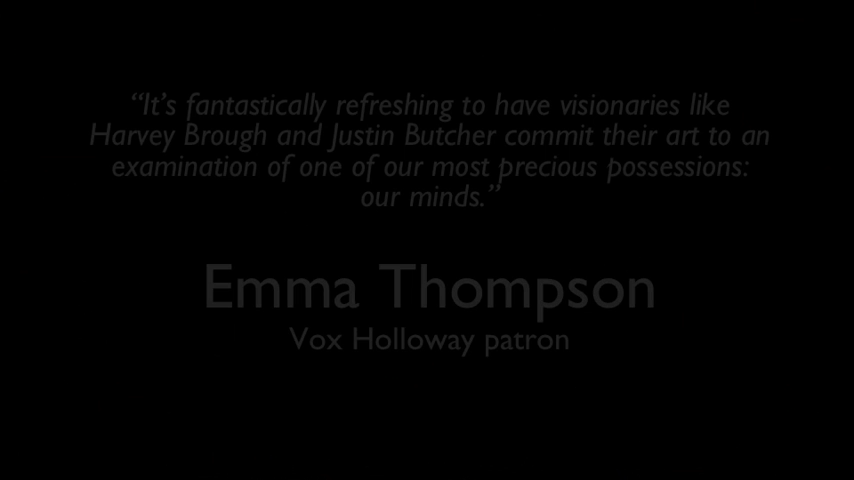 “It’s fantastically refreshing to have visionaries like
Harvey Brough and Justin Butcher commit their art to an
examination of one of our most precious possessions:
our minds.”
Emma Thompson
Vox Holloway patron